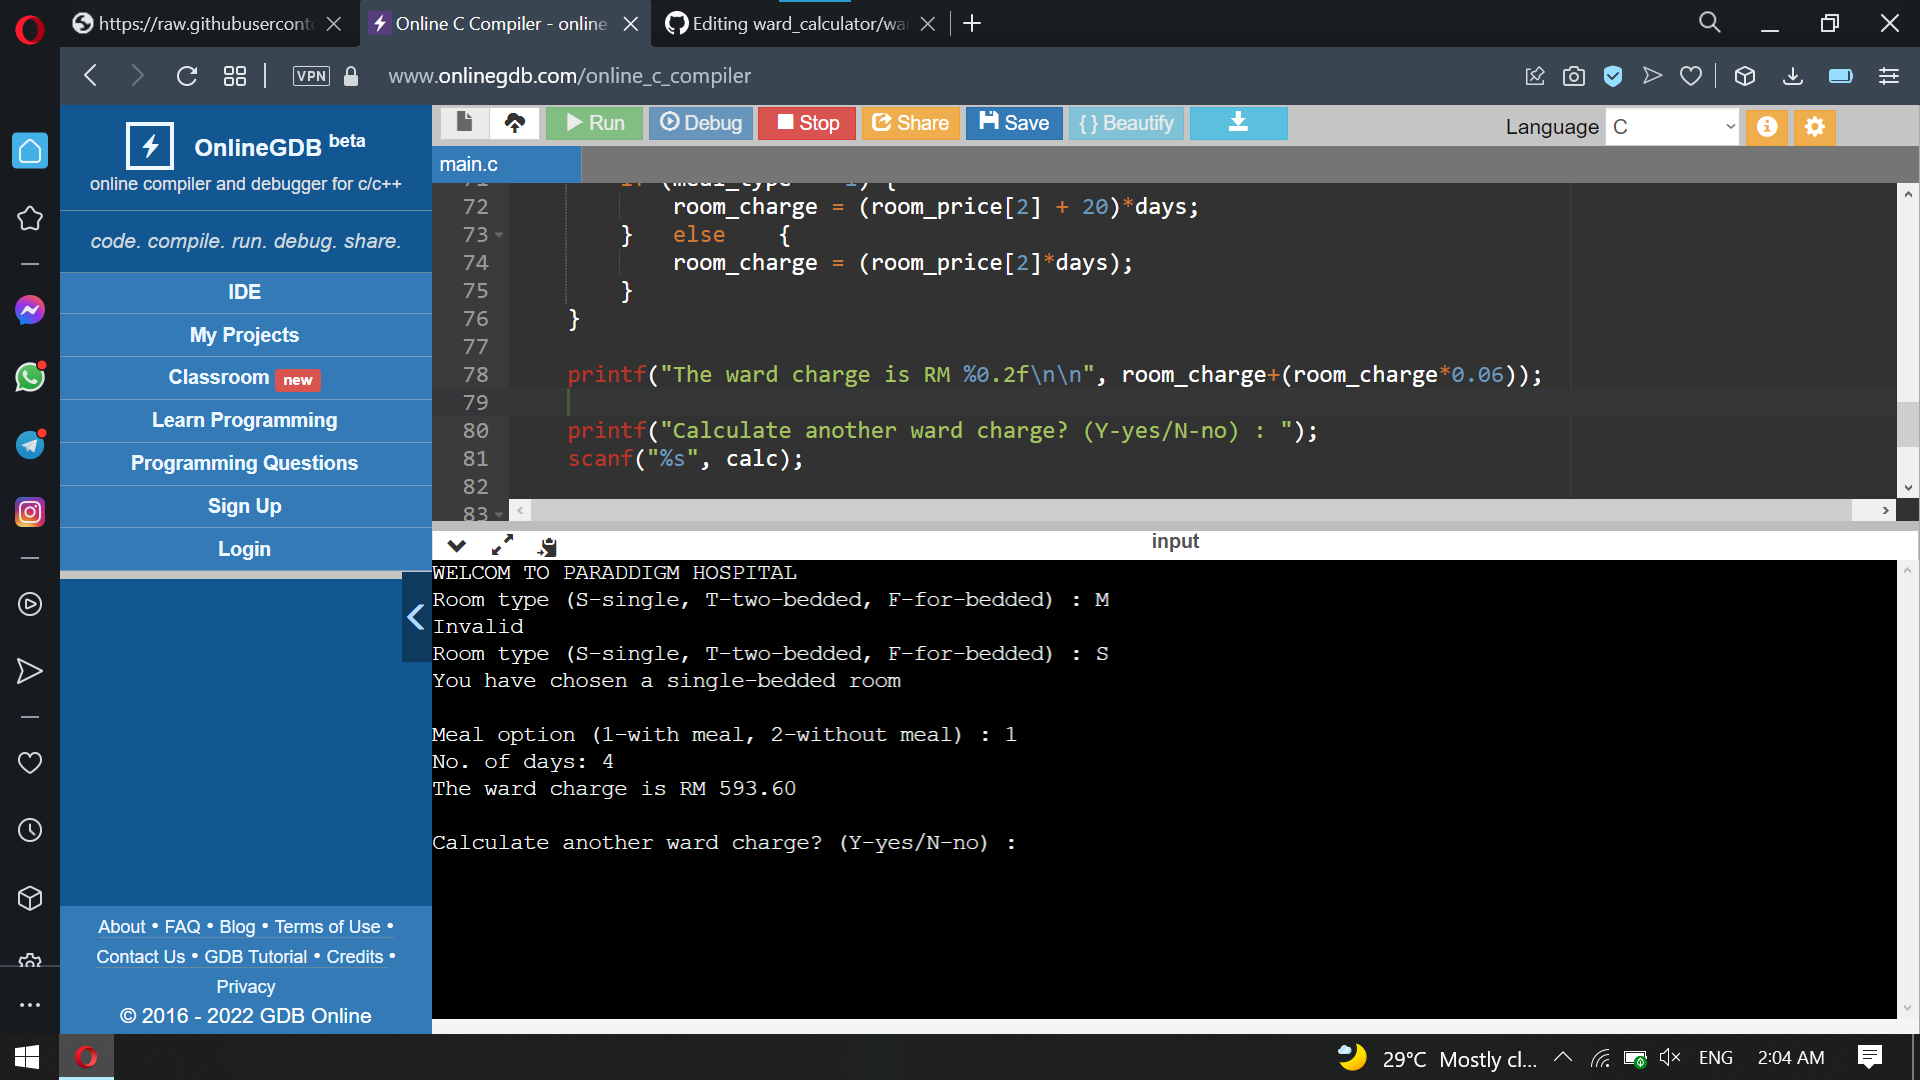 https://raw.githubuserconte
Online C Compiler - online
Editing ward_calculator/wa
VPN
www.onlinegdb.com/online_c_compiler
OnlineGDB beta
online compiler and debugger for c/c++
code. compile. run. debug. share.
IDE
My Projects
Classroom new
Learn Programming
Programming Questions
Sign Up
Login
About • FAQ • Blog • Terms of Use •
Contact Us • GDB Tutorial • Credits •
Privacy
© 2016 - 2022 GDB Online
Run
Debug
Stop
Share
Save
{ } Beautify
Language C
main.c
72 room_charge = (room_price[2] + 20)*days;
73 } else {
74 room_charge = (room_price[2]*days);
75 }
76 }
77
78 printf("The ward charge is RM %0.2f\n\n", room_charge+(room_charge*0.06));
79
80 printf("Calculate another ward charge? (Y-yes/N-no) : ");
81 scanf("%s", calc);
82
83
input
WELCOM TO PARADDIGM HOSPITAL
Room type (S-single, T-two-bedded, F-for-bedded) : M
Invalid
Room type (S-single, T-two-bedded, F-for-bedded) : S
You have chosen a single-bedded room
Meal option (1-with meal, 2-without meal) : 1
No. of days: 4
The ward charge is RM 593.60
Calculate another ward charge? (Y-yes/N-no) :
29°C Mostly cl...
ENG
2:04 AM